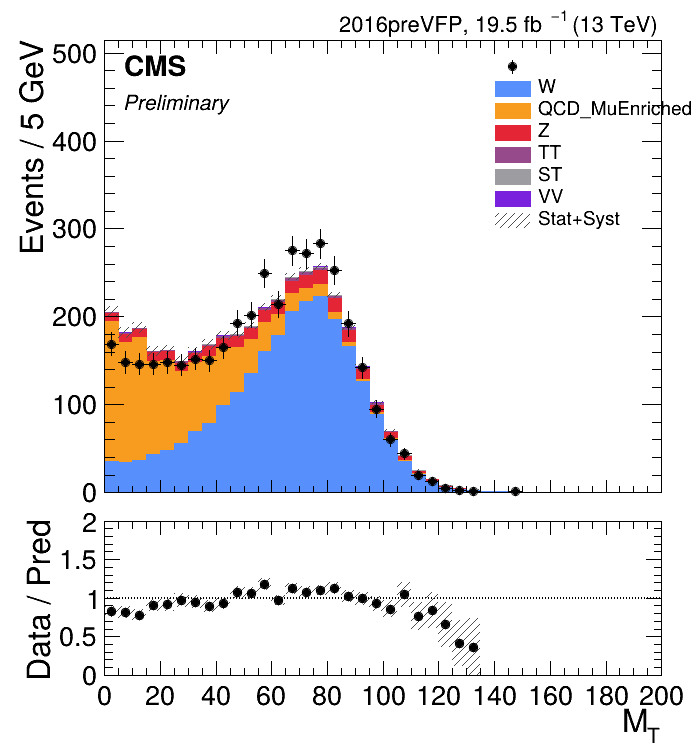 2016preVFP, 19.5 fb⁻¹ (13 TeV)
CMS
Preliminary
Events / 5 GeV
500
400
300
200
100
0
W
QCD_MuEnriched
Z
TT
ST
VV
Stat+Syst
Data / Pred
2
1.5
1
0.5
0
0 20 40 60 80 100 120 140 160 180 200
M_T